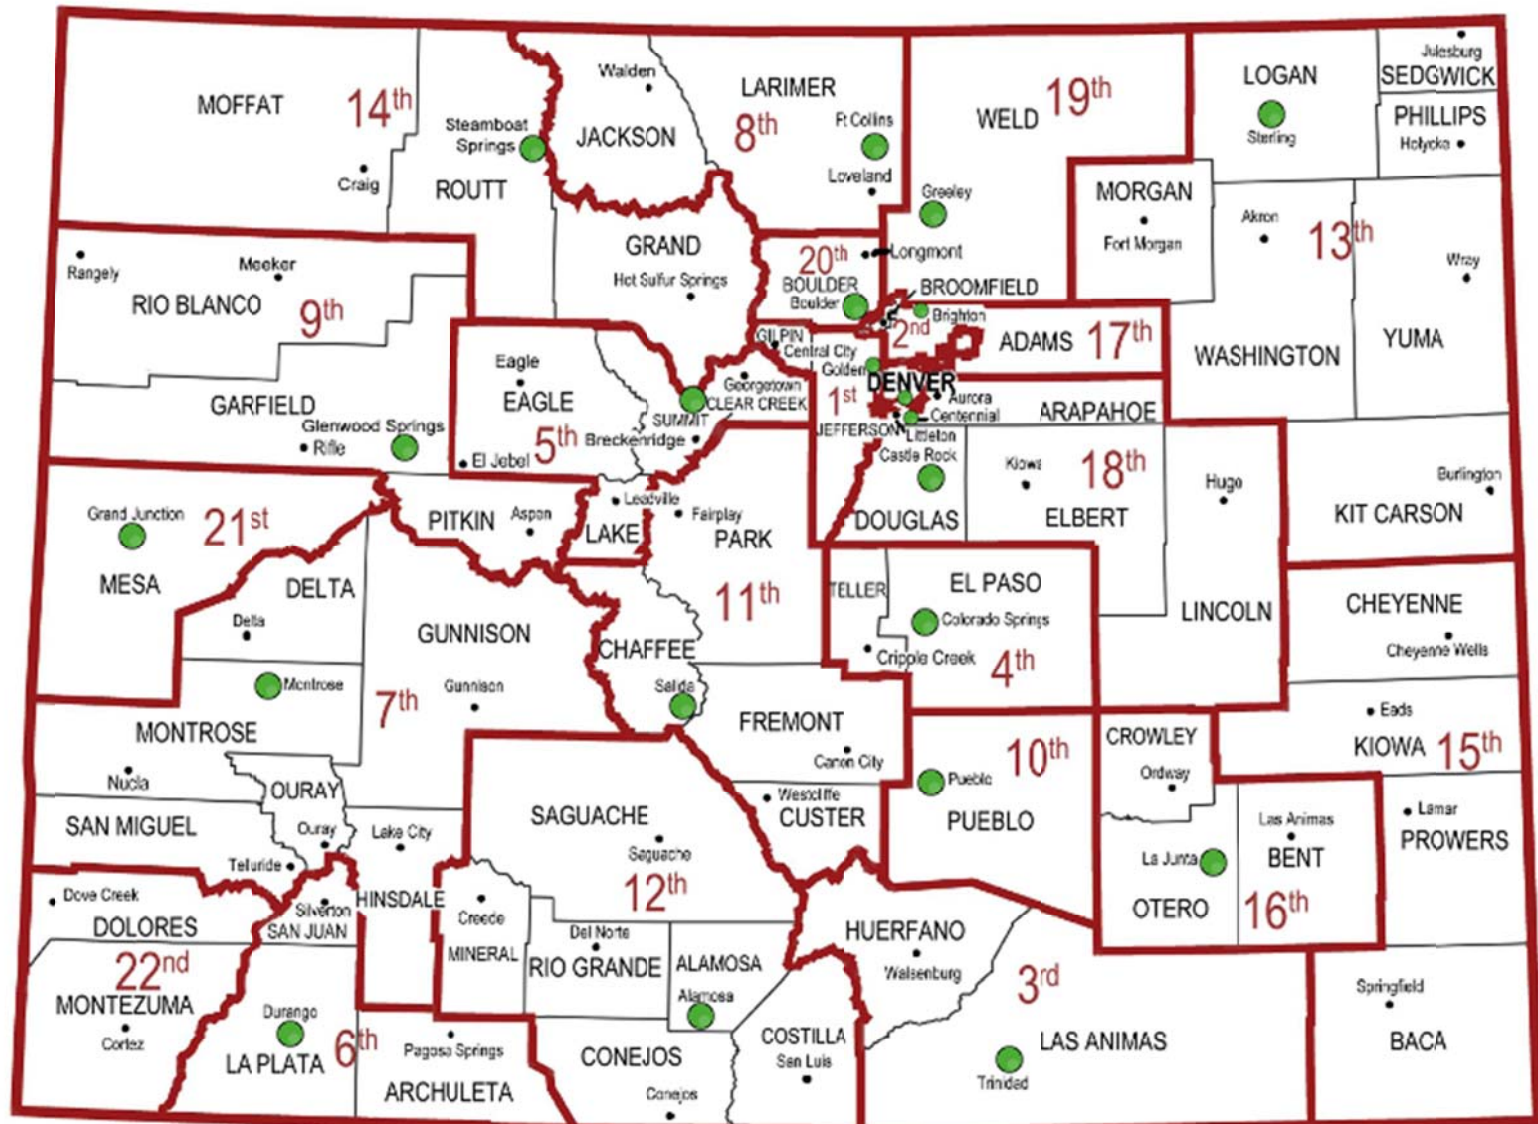 MOFFAT
14th
Craig
Steamboat
Springs
ROUTT
Walden
JACKSON
LARIMER
8th
Ft Collins
Loveland
WELD
19th
Greeley
LOGAN
Sterling
Julesburg
SEDGWICK
PHILLIPS
Holyoke
MORGAN
Fort Morgan
Akron
13th
Wray
WASHINGTON
YUMA
Rangely
Meeker
RIO BLANCO
9th
GARFIELD
Glenwood Springs
Rifle
GRAND
Hot Sulfur Springs
20th
Longmont
BOULDER
Boulder
BROOMFIELD
Brighton
2nd
ADAMS
17th
GILPIN
Central City
Golden
DENVER
1st
Aurora
Centennial
ARAPAHOE
JEFFERSON
Littleton
Eagle
EAGLE
5th
El Jebel
Georgetown
CLEAR CREEK
SUMMIT
Breckenridge
Castle Rock
DOUGLAS
Kiowa
18th
ELBERT
Hugo
LINCOLN
Burlington
KIT CARSON
Grand Junction
21st
MESA
PITKIN
Aspen
Leadville
LAKE
Fairplay
PARK
11th
DELTA
Delta
GUNNISON
Gunnison
7th
Montrose
MONTROSE
Nucla
CHAFFEE
Salida
TELLER
EL PASO
Colorado Springs
Cripple Creek
4th
CHEYENNE
Cheyenne Wells
Eads
KIOWA
15th
FREMONT
Canon City
Westcliffe
CUSTER
10th
Pueblo
PUEBLO
CROWLEY
Ordway
Las Animas
BENT
La Junta
OTERO
16th
Lamar
PROWERS
OURAY
Ouray
SAN MIGUEL
Telluride
Lake City
HINSDALE
SAGUACHE
Saguache
12th
Dove Creek
DOLORES
22nd
MONTEZUMA
Cortez
Silverton
SAN JUAN
Durango
LA PLATA
6th
Creede
MINERAL
Del Norte
RIO GRANDE
ALAMOSA
Alamosa
Pagosa Springs
ARCHULETA
CONEJOS
Conejos
COSTILLA
San Luis
HUERFANO
Walsenburg
3rd
LAS ANIMAS
Trinidad
Springfield
BACA